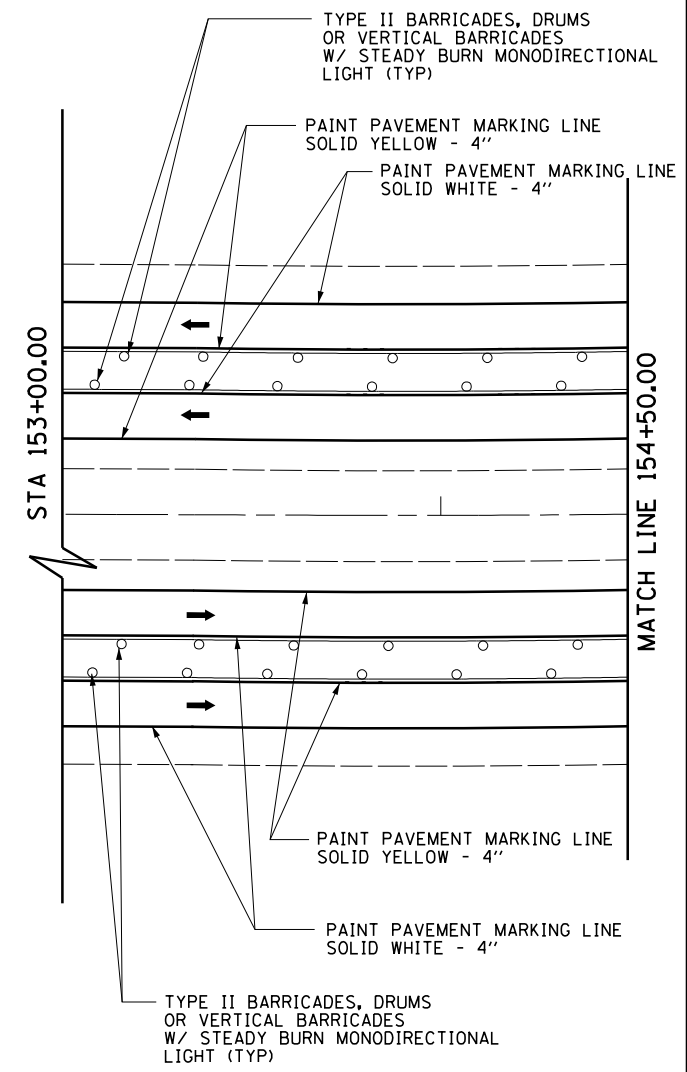 TYPE II BARRICADES, DRUMS
OR VERTICAL BARRICADES
W/ STEADY BURN MONODIRECTIONAL
LIGHT (TYP)
PAINT PAVEMENT MARKING LINE
SOLID YELLOW - 4''
PAINT PAVEMENT MARKING LINE
SOLID WHITE - 4''
STA 153+00.00
MATCH LINE 154+50.00
PAINT PAVEMENT MARKING LINE
SOLID YELLOW - 4''
PAINT PAVEMENT MARKING LINE
SOLID WHITE - 4''
TYPE II BARRICADES, DRUMS
OR VERTICAL BARRICADES
W/ STEADY BURN MONODIRECTIONAL
LIGHT (TYP)